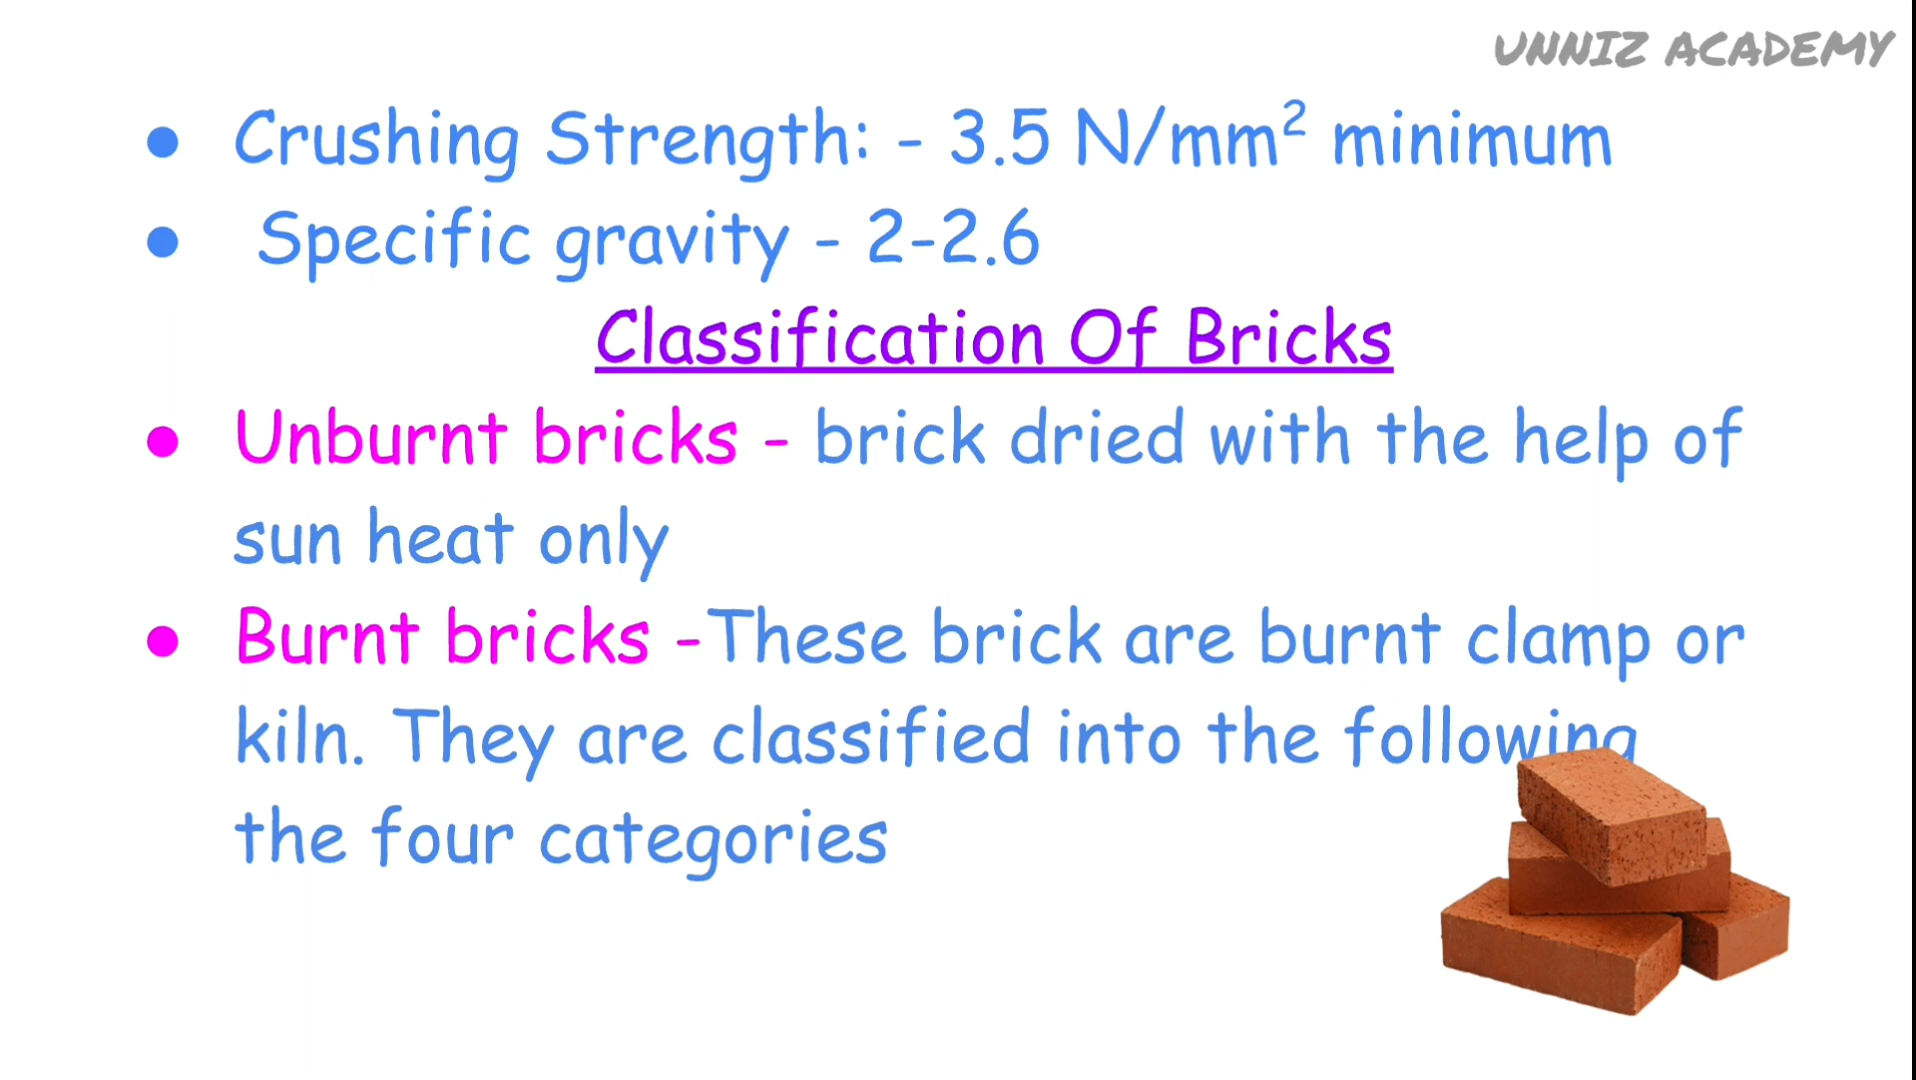 UNNIZ ACADEMY
● Crushing Strength: - 3.5 N/mm² minimum
● Specific gravity - 2-2.6
Classification Of Bricks
● Unburnt bricks - brick dried with the help of
sun heat only
● Burnt bricks -These brick are burnt clamp or
kiln. They are classified into the following
the four categories